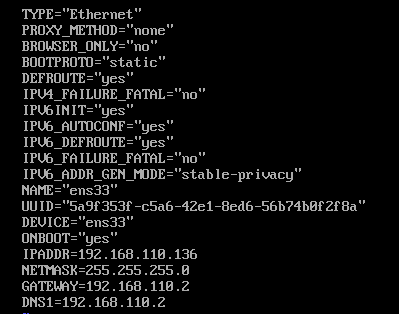 TYPE="Ethernet"
PROXY_METHOD="none"
BROWSER_ONLY="no"
BOOTPROTO="static"
DEFROUTE="yes"
IPV4_FAILURE_FATAL="no"
IPV6INIT="yes"
IPV6_AUTOCONF="yes"
IPV6_DEFROUTE="yes"
IPV6_FAILURE_FATAL="no"
IPV6_ADDR_GEN_MODE="stable-privacy"
NAME="ens33"
UUID="5a9f353f-c5a6-42e1-8ed6-56b74b0f2f8a"
DEVICE="ens33"
ONBOOT="yes"
IPADDR=192.168.110.136
NETMASK=255.255.255.0
GATEWAY=192.168.110.2
DNS1=192.168.110.2